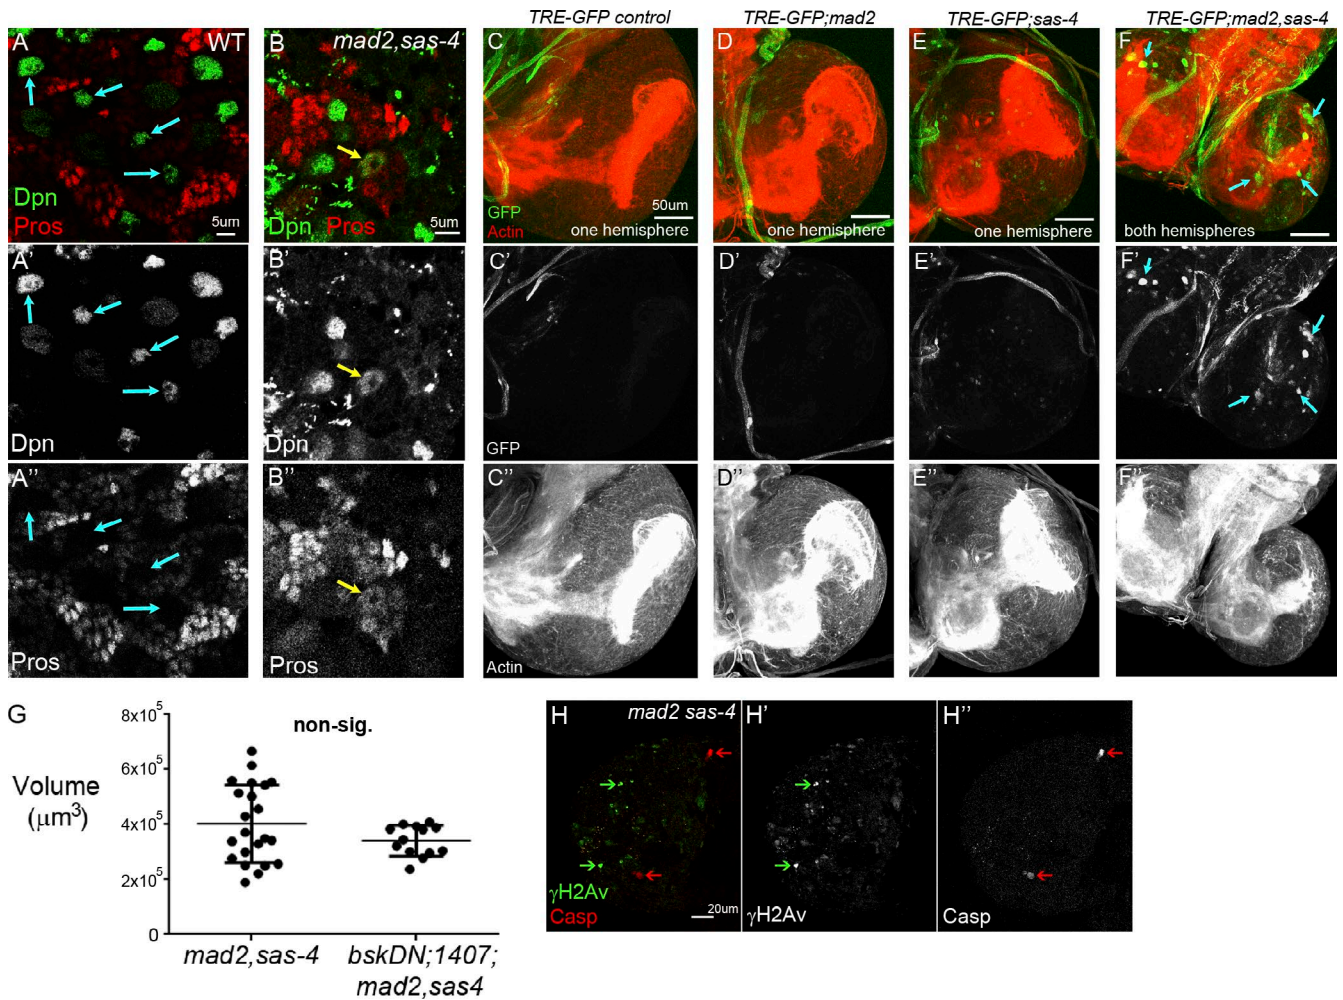 TRE-GFP control
TRE-GFP;mad2
TRE-GFP;sas-4
TRE-GFP;mad2,sas-4
A
WT
Dpn
Pros
5um
B
mad2,sas-4
Dpn
Pros
5um
C
GFP
Actin
50um
one hemisphere
D
one hemisphere
E
one hemisphere
F
both hemispheres
A'
Dpn
B'
Dpn
C'
GFP
D'
E'
F'
A''
Pros
B''
Pros
C''
Actin
D''
E''
F''
G
8x10⁵
6x10⁵
4x10⁵
2x10⁵
0
Volume
(μm³)
non-sig.
mad2,sas-4
bskDN;1407;
mad2,sas4
H
mad2 sas-4
γH2Av
Casp
20um
H'
γH2Av
H''
Casp